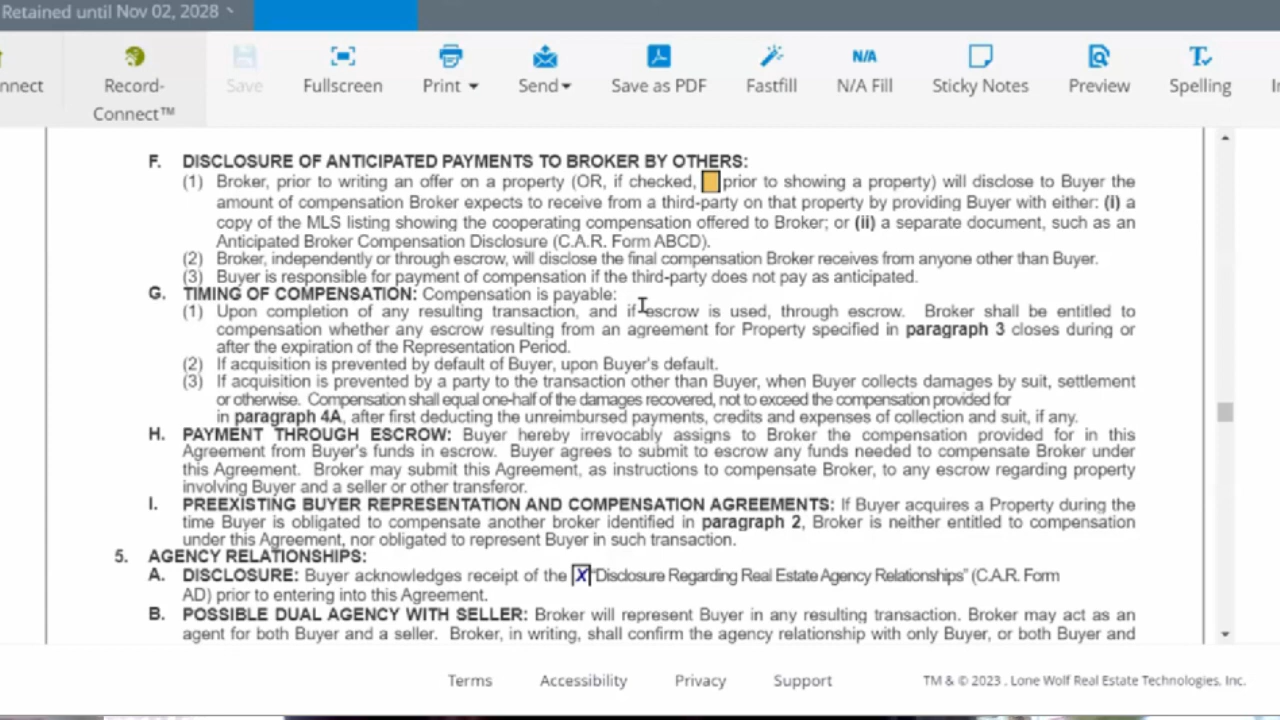 Retained until Nov 02, 2028
nnect
Record-
Connect™
Save
Fullscreen
Print
Send
Save as PDF
N/A
Fastfill
N/A Fill
Sticky Notes
Preview
Spelling
F. DISCLOSURE OF ANTICIPATED PAYMENTS TO BROKER BY OTHERS:
(1) Broker, prior to writing an offer on a property (OR, if checked, prior to showing a property) will disclose to Buyer the
amount of compensation Broker expects to receive from a third-party on that property by providing Buyer with either: (i) a
copy of the MLS listing showing the cooperating compensation offered to Broker; or (ii) a separate document, such as an
Anticipated Broker Compensation Disclosure (C.A.R. Form ABCD).
(2) Broker, independently or through escrow, will disclose the final compensation Broker receives from anyone other than Buyer.
(3) Buyer is responsible for payment of compensation if the third-party does not pay as anticipated.
G. TIMING OF COMPENSATION: Compensation is payable:
(1) Upon completion of any resulting transaction, and if escrow is used, through escrow. Broker shall be entitled to
compensation whether any escrow resulting from an agreement for Property specified in paragraph 3 closes during or
after the expiration of the Representation Period.
(2) If acquisition is prevented by default of Buyer, upon Buyer's default.
(3) If acquisition is prevented by a party to the transaction other than Buyer, when Buyer collects damages by suit, settlement
or otherwise. Compensation shall equal one-half of the damages recovered, not to exceed the compensation provided for
in paragraph 4A, after first deducting the unreimbursed payments, credits and expenses of collection and suit, if any.
H. PAYMENT THROUGH ESCROW: Buyer hereby irrevocably assigns to Broker the compensation provided for in this
Agreement from Buyer's funds in escrow. Buyer agrees to submit to escrow any funds needed to compensate Broker under
this Agreement. Broker may submit this Agreement, as instructions to compensate Broker, to any escrow regarding property
involving Buyer and a seller or other transferor.
I. PREEXISTING BUYER REPRESENTATION AND COMPENSATION AGREEMENTS: If Buyer acquires a Property during the
time Buyer is obligated to compensate another broker identified in paragraph 2, Broker is neither entitled to compensation
under this Agreement, nor obligated to represent Buyer in such transaction.
5. AGENCY RELATIONSHIPS:
A. DISCLOSURE: Buyer acknowledges receipt of the X "Disclosure Regarding Real Estate Agency Relationships" (C.A.R. Form
AD) prior to entering into this Agreement.
B. POSSIBLE DUAL AGENCY WITH SELLER: Broker will represent Buyer in any resulting transaction. Broker may act as an
agent for both Buyer and a seller. Broker, in writing, shall confirm the agency relationship with only Buyer, or both Buyer and
Terms Accessibility Privacy Support TM & © 2023 . Lone Wolf Real Estate Technologies, Inc.